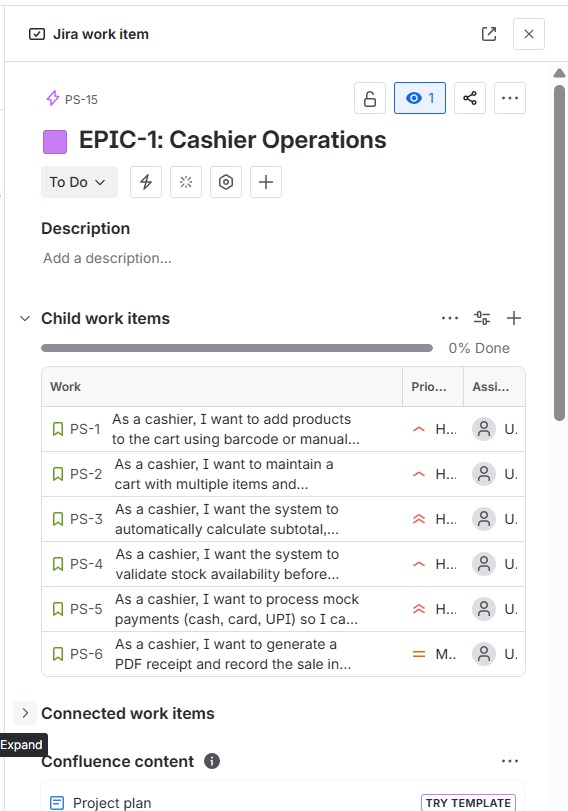 Jira work item
PS-15
1
EPIC-1: Cashier Operations
To Do
Description
Add a description...
Child work items
0% Done
Work Prio... Assi...
PS-1 As a cashier, I want to add products
to the cart using barcode or manual... H... U.
PS-2 As a cashier, I want to maintain a
cart with multiple items and... H... U.
PS-3 As a cashier, I want the system to
automatically calculate subtotal,... H... U.
PS-4 As a cashier, I want the system to
validate stock availability before... H... U.
PS-5 As a cashier, I want to process mock
payments (cash, card, UPI) so I ca... H... U.
PS-6 As a cashier, I want to generate a
PDF receipt and record the sale in... M.. U.
Connected work items
Expand
Confluence content
Project plan TRY TEMPLATE